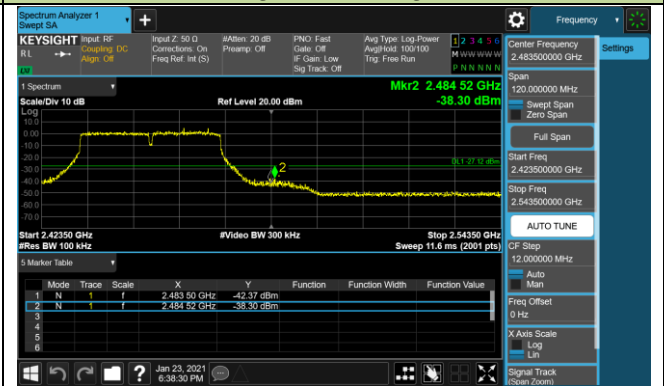 Spectrum Analyzer 1
Swept SA
+
Frequency
KEYSIGHT Input: RF Input Z: 50 Ω #Atten: 20 dB PNO: Fast Avg Type: Log-Power 1 2 3 4 5 6
RL Coupling: DC Corrections: On Preamp: Off Gate: Off Avg|Hold: 100/100 M W W W W W
Align: Off Freq Ref: Int (S) IF Gain: Low Trig: Free Run
Sig Track: Off P N N N N N
1 Spectrum
Mkr2 2.484 52 GHz
Scale/Div 10 dB Ref Level 20.00 dBm -38.30 dBm
Log
10.0
0.00
-10.0
-20.0
-30.0
-40.0
-50.0
-60.0
-70.0
2
DL1 -27.12 dBm
Start 2.42350 GHz #Video BW 300 kHz Stop 2.54350 GHz
#Res BW 100 kHz Sweep 11.6 ms (2001 pts)
5 Marker Table
Mode Trace Scale X Y Function Function Width Function Value
1 N 1 f 2.483 50 GHz -42.37 dBm
2 N 1 f 2.484 52 GHz -38.30 dBm
3
4
5
6
Jan 23, 2021
6:38:30 PM
?
Center Frequency
2.483500000 GHz
Settings
Span
120.000000 MHz
Swept Span
Zero Span
Full Span
Start Freq
2.423500000 GHz
Stop Freq
2.543500000 GHz
AUTO TUNE
CF Step
12.000000 MHz
Auto
Man
Freq Offset
0 Hz
X Axis Scale
Log
Lin
Signal Track
(Span Zoom)